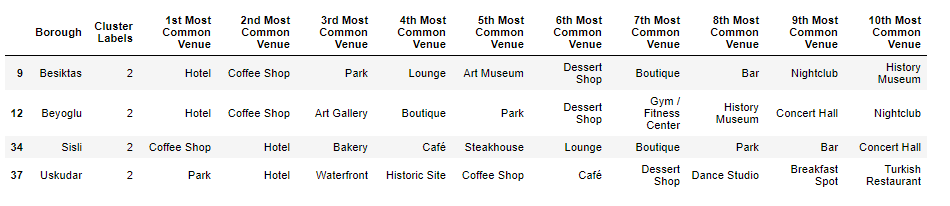 Borough Cluster Labels 1st Most Common Venue 2nd Most Common Venue 3rd Most Common Venue 4th Most Common Venue 5th Most Common Venue 6th Most Common Venue 7th Most Common Venue 8th Most Common Venue 9th Most Common Venue 10th Most Common Venue
9 Besiktas 2 Hotel Coffee Shop Park Lounge Art Museum Dessert Shop Boutique Bar Nightclub History Museum
12 Beyoglu 2 Hotel Coffee Shop Art Gallery Boutique Park Dessert Shop Gym / Fitness Center History Museum Concert Hall Nightclub
34 Sisli 2 Coffee Shop Hotel Bakery Café Steakhouse Lounge Boutique Park Bar Concert Hall
37 Uskudar 2 Park Hotel Waterfront Historic Site Coffee Shop Café Dessert Shop Dance Studio Breakfast Spot Turkish Restaurant